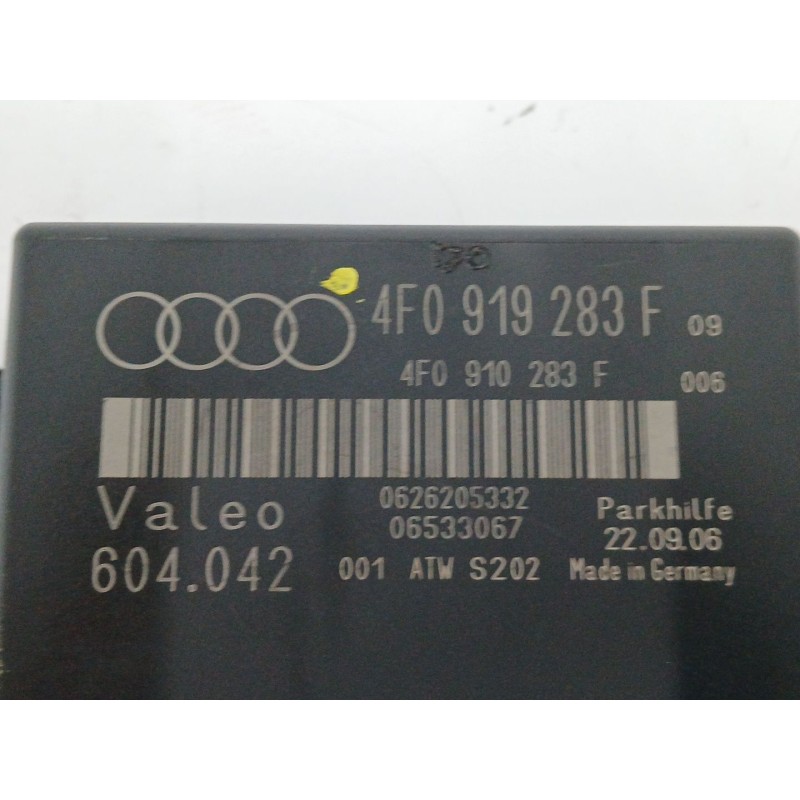 4F0 919 283 F 09
4F0 910 283 F 006
Valeo 0626205332 Parkhilfe
06533067 22.09.06
604.042 001 ATW S202 Made in Germany